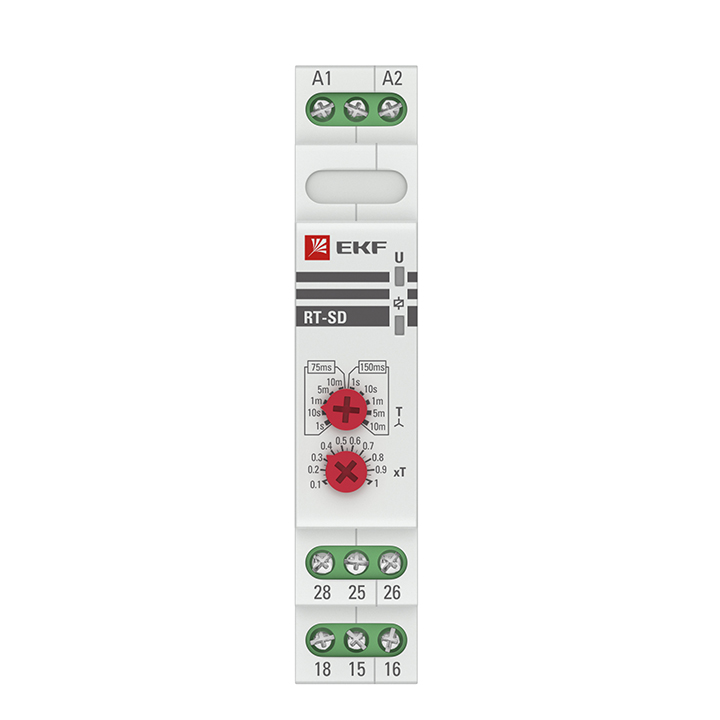 A1 A2
EKF
U
RT-SD
75ms 150ms
10m 1s
5m 10s
1m 1m
10s 5m
1s 10m
T
0.5 0.6
0.4 0.7
0.3 0.8
0.2 0.9
0.1 1
xT
28 25 26
18 15 16